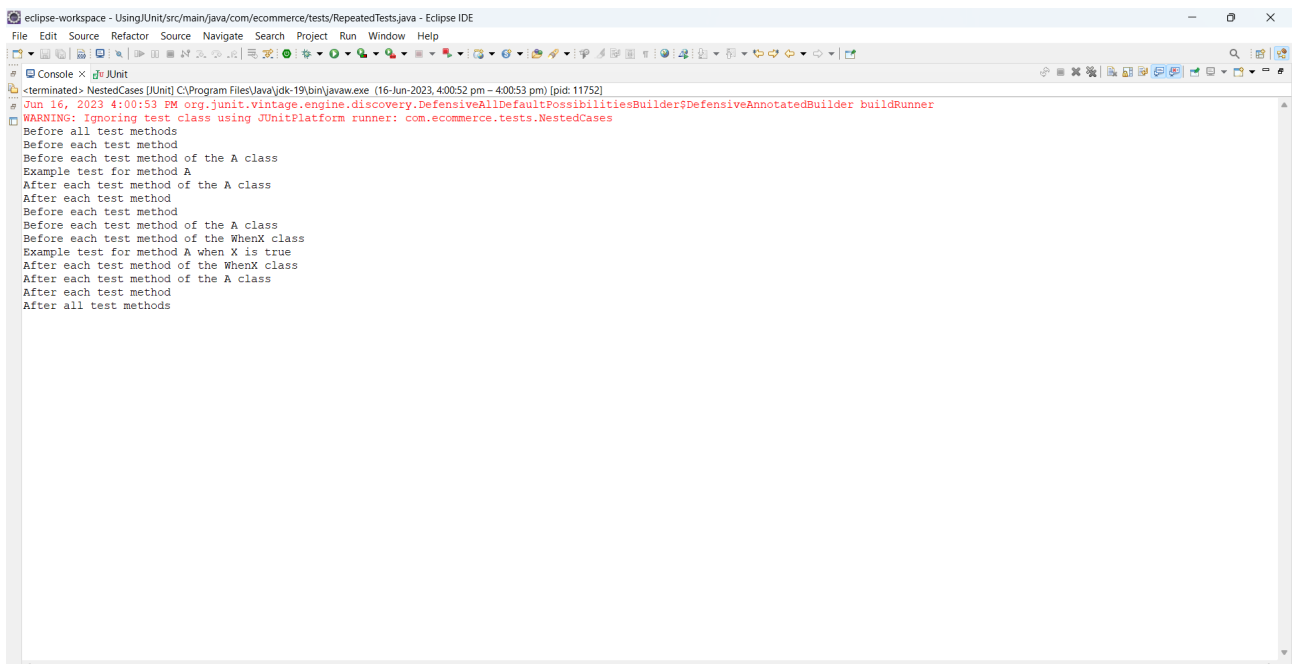 eclipse-workspace - UsingJUnit/src/main/java/com/ecommerce/tests/RepeatedTests.java - Eclipse IDE
File Edit Source Refactor Source Navigate Search Project Run Window Help
Console JUnit
<terminated> NestedCases [JUnit] C:\Program Files\Java\jdk-19\bin\javaw.exe (16-Jun-2023, 4:00:52 pm – 4:00:53 pm) [pid: 11752]
Jun 16, 2023 4:00:53 PM org.junit.vintage.engine.discovery.DefensiveAllDefaultPossibilitiesBuilder$DefensiveAnnotatedBuilder buildRunner
WARNING: Ignoring test class using JUnitPlatform runner: com.ecommerce.tests.NestedCases
Before all test methods
Before each test method
Before each test method of the A class
Example test for method A
After each test method of the A class
After each test method
Before each test method
Before each test method of the A class
Before each test method of the WhenX class
Example test for method A when X is true
After each test method of the WhenX class
After each test method of the A class
After each test method
After all test methods